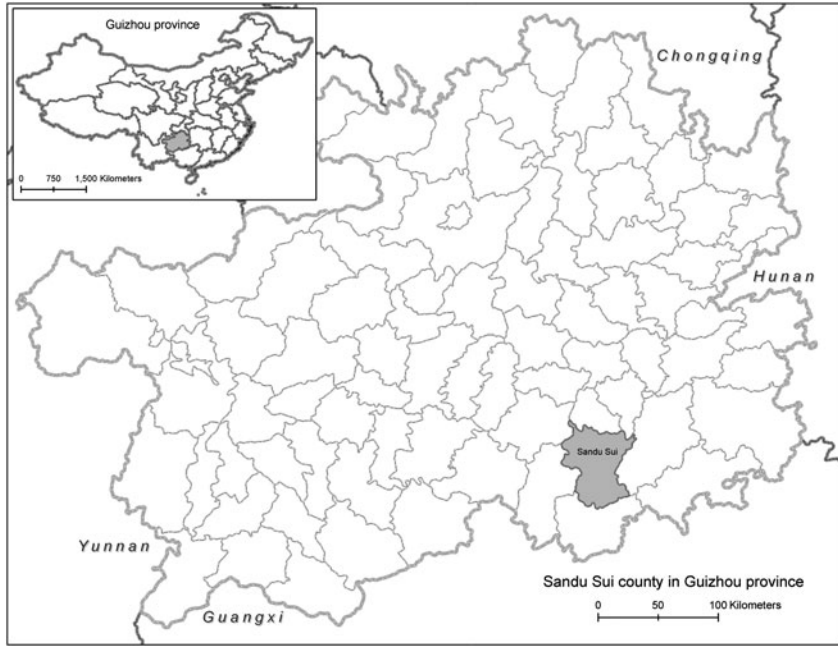 Guizhou province
0 750 1,500 Kilometers
Chongqing
Hunan
Sandu Sui
Yunnan
Guangxi
Sandu Sui county in Guizhou province
0 50 100 Kilometers